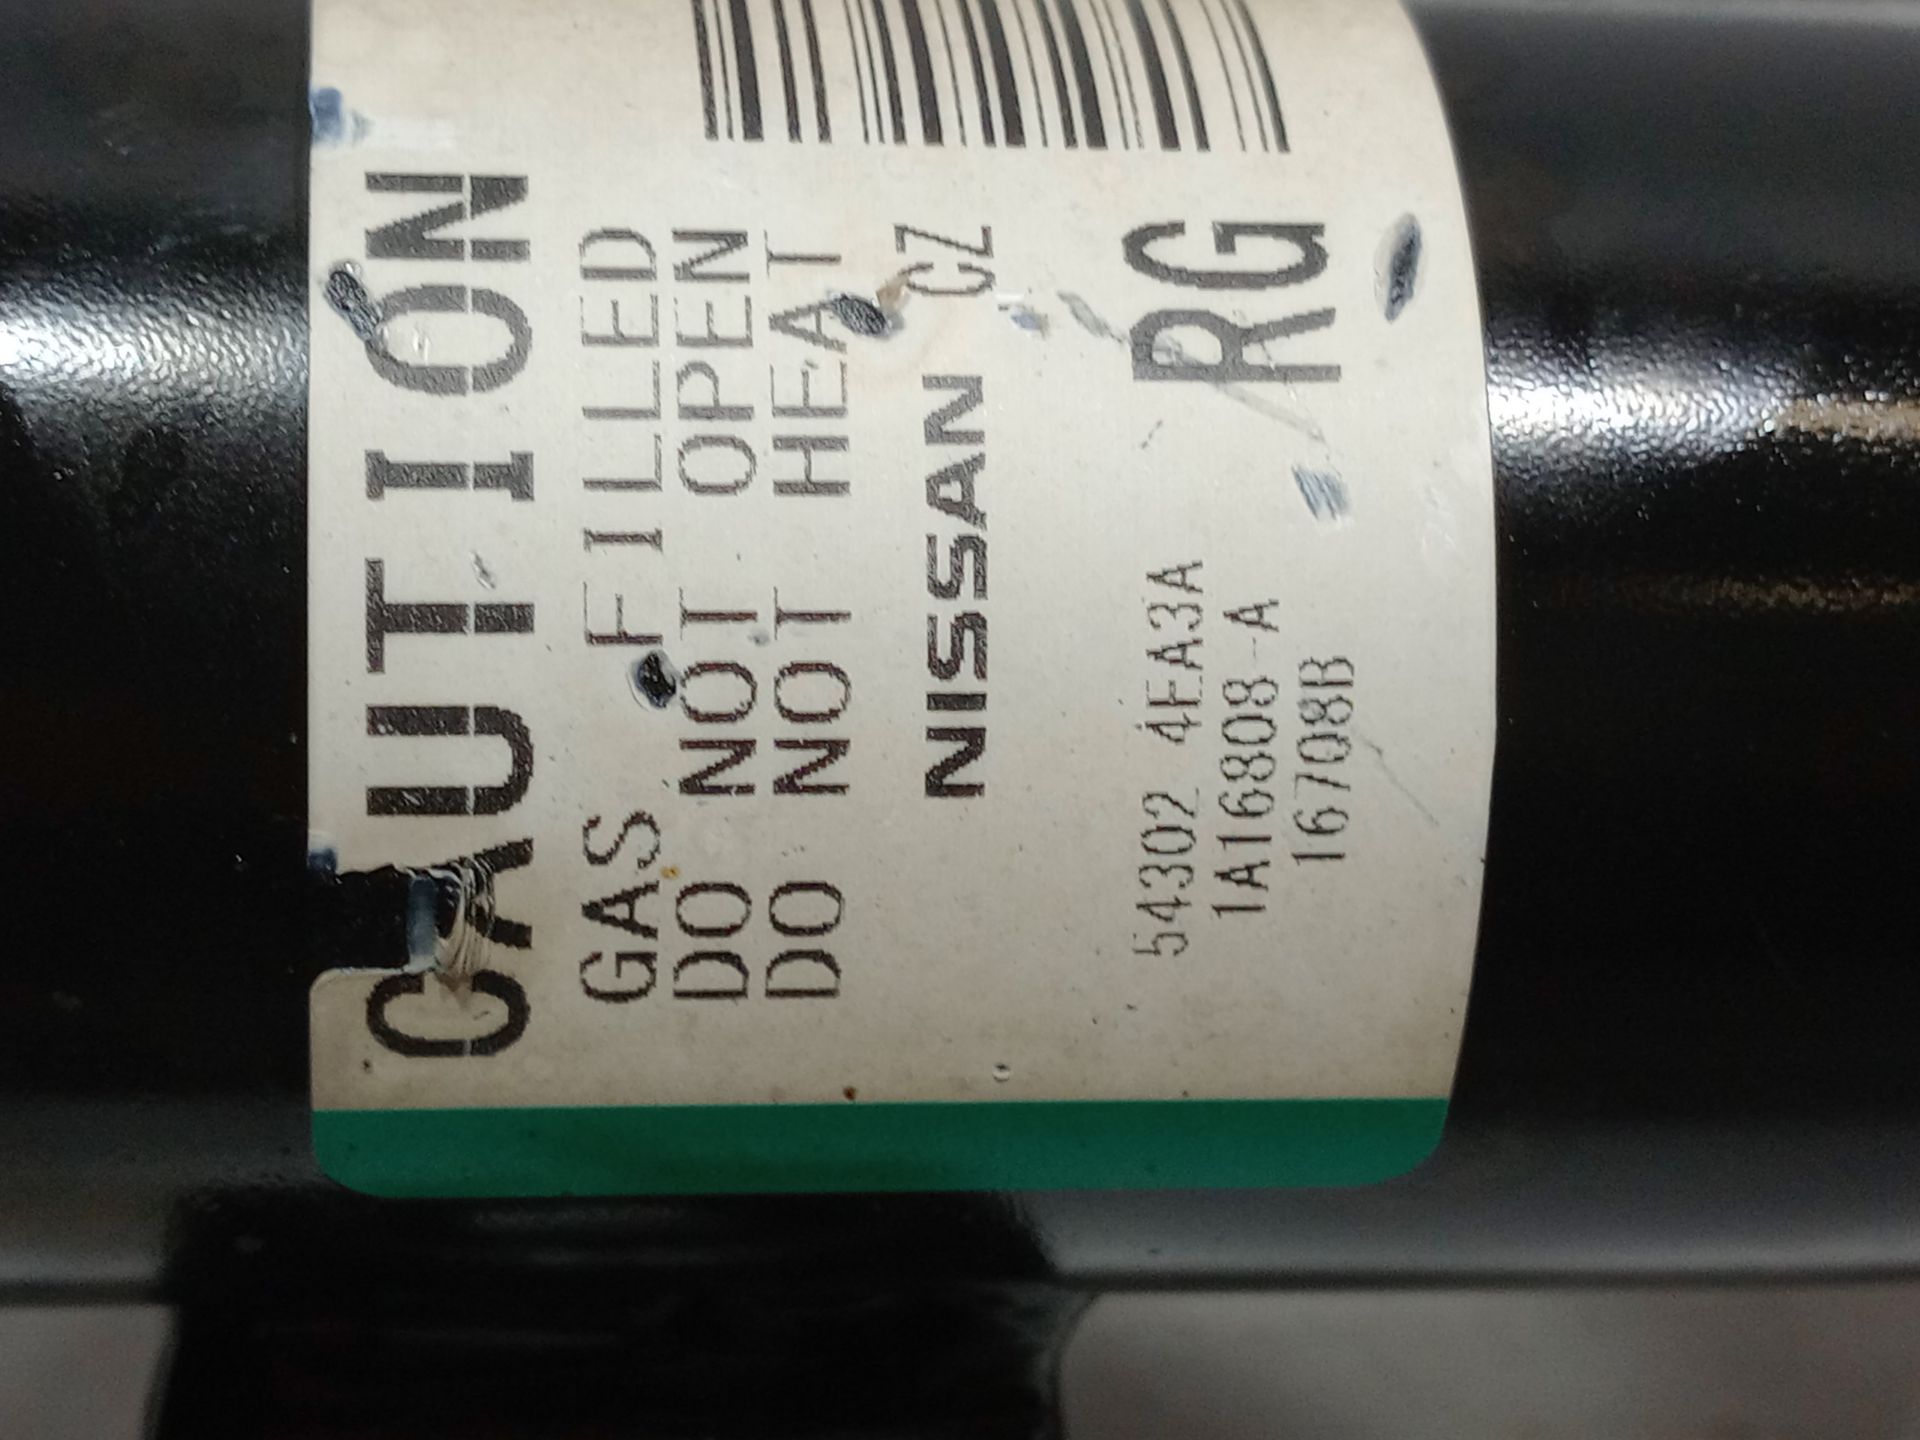 CAUTION
GAS FILLED
DO NOT OPEN
DO NOT HEAT
NISSAN CZ
RG
54302 4EA3A
1A16808-A
16708B